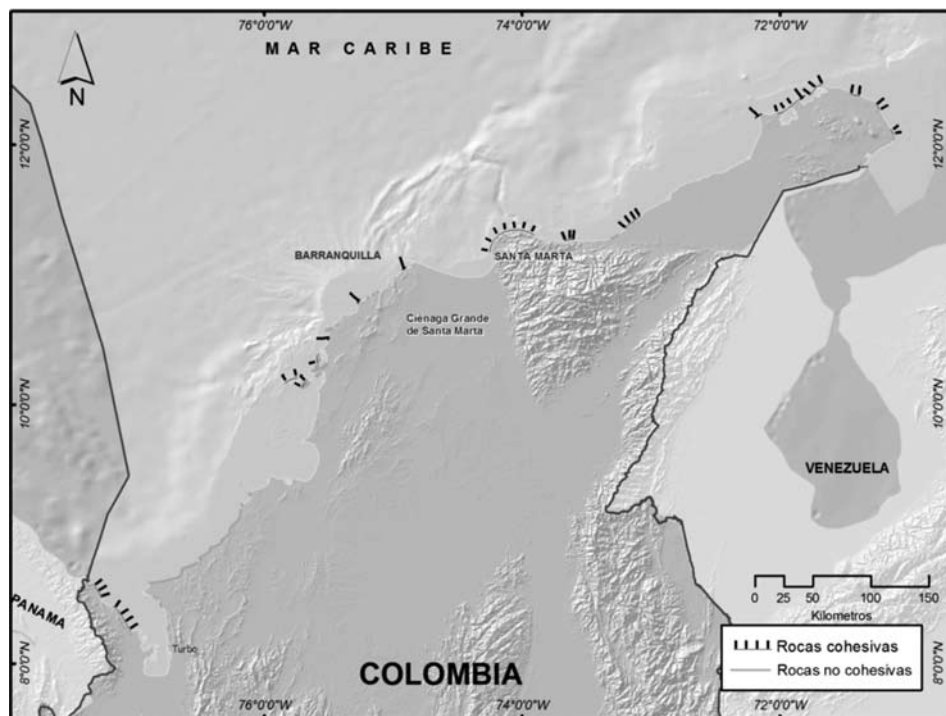 76°0'0"W 74°0'0"W 72°0'0"W
MAR CARIBE
N
12°0'0"N 12°0'0"N
BARRANQUILLA SANTA MARTA
Ciénaga Grande
de Santa Marta
10°0'0"N 10°0'0"N
VENEZUELA
PANAMA
0 25 50 100 150
Kilometros
Turbo
Rocas cohesivas
Rocas no cohesivas
8°0'0"N 8°0'0"N
COLOMBIA
76°0'0"W 74°0'0"W 72°0'0"W